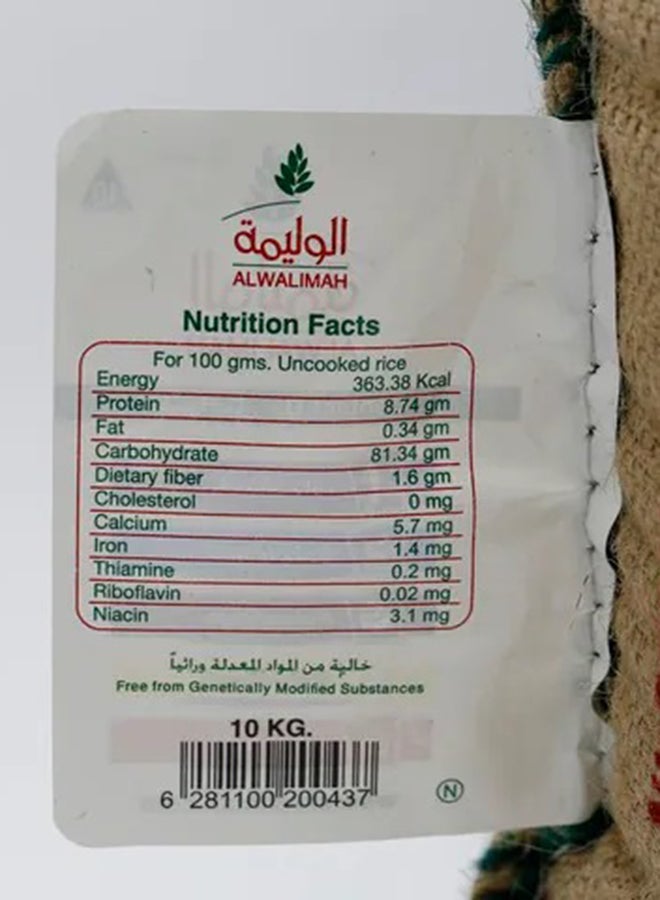 الوليمة
ALWALIMAH
Nutrition Facts
For 100 gms. Uncooked rice
Energy 363.38 Kcal
Protein 8.74 gm
Fat 0.34 gm
Carbohydrate 81.34 gm
Dietary fiber 1.6 gm
Cholesterol 0 mg
Calcium 5.7 mg
Iron 1.4 mg
Thiamine 0.2 mg
Riboflavin 0.02 mg
Niacin 3.1 mg
خالية من المواد المعدلة وراثياً
Free from Genetically Modified Substances
10 KG.
6 281100 200437
N